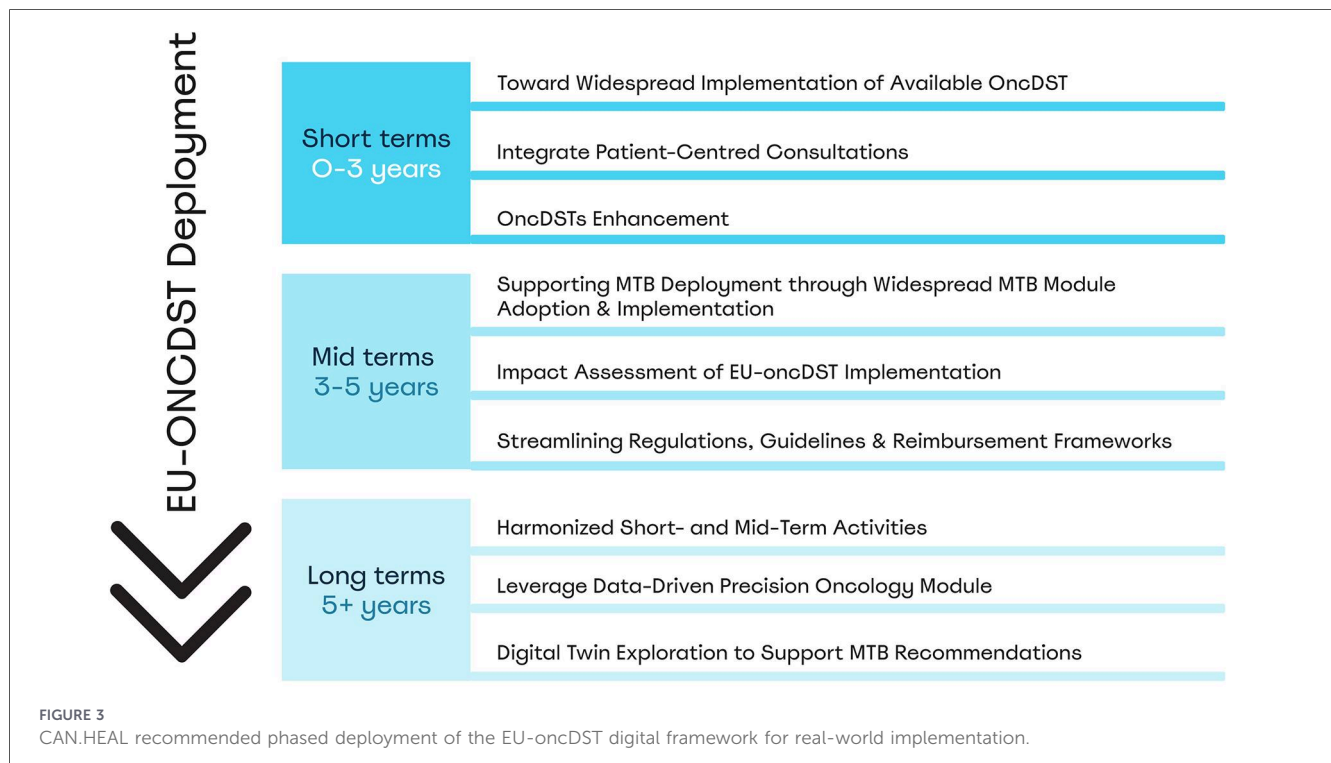 EU-ONCDST Deployment
Short terms
0-3 years
Toward Widespread Implementation of Available OncDST
Integrate Patient-Centred Consultations
OncDSTs Enhancement
Mid terms
3-5 years
Supporting MTB Deployment through Widespread MTB Module
Adoption & Implementation
Impact Assessment of EU-oncDST Implementation
Streamlining Regulations, Guidelines & Reimbursement Frameworks
Long terms
5+ years
Harmonized Short- and Mid-Term Activities
Leverage Data-Driven Precision Oncology Module
Digital Twin Exploration to Support MTB Recommendations
FIGURE 3
CAN.HEAL recommended phased deployment of the EU-oncDST digital framework for real-world implementation.